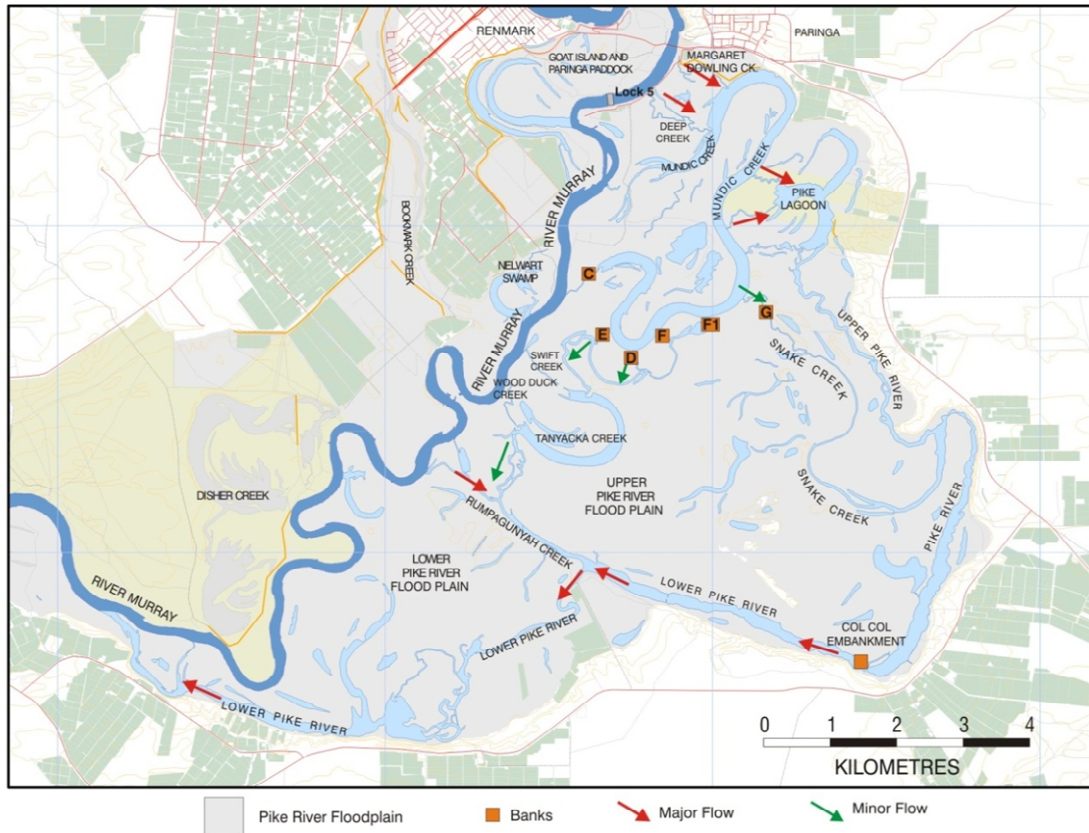 RENMARK
PARINGA
GOAT ISLAND AND
PARINGA PADDOCK
MARGARET
DOWLING CK.
Lock 5
DEEP
CREEK
MUNDIC CREEK
MUNDIC CREEK
PIKE
LAGOON
RIVER MURRAY
BOOKMARK CREEK
NELWART
SWAMP
C
G
F1
F
E
D
UPPER PIKE RIVER
RIVER MURRAY
SWIFT
CREEK
WOOD DUCK
CREEK
SNAKE CREEK
TANYACKA CREEK
UPPER
PIKE RIVER
FLOOD PLAIN
SNAKE CREEK
PIKE RIVER
DISHER CREEK
RUMPAGUNYAH CREEK
LOWER
PIKE RIVER
FLOOD PLAIN
RIVER MURRAY
LOWER PIKE RIVER
LOWER PIKE RIVER
COL COL
EMBANKMENT
LOWER PIKE RIVER
0 1 2 3 4
KILOMETRES
Pike River Floodplain
Banks
Major Flow
Minor Flow